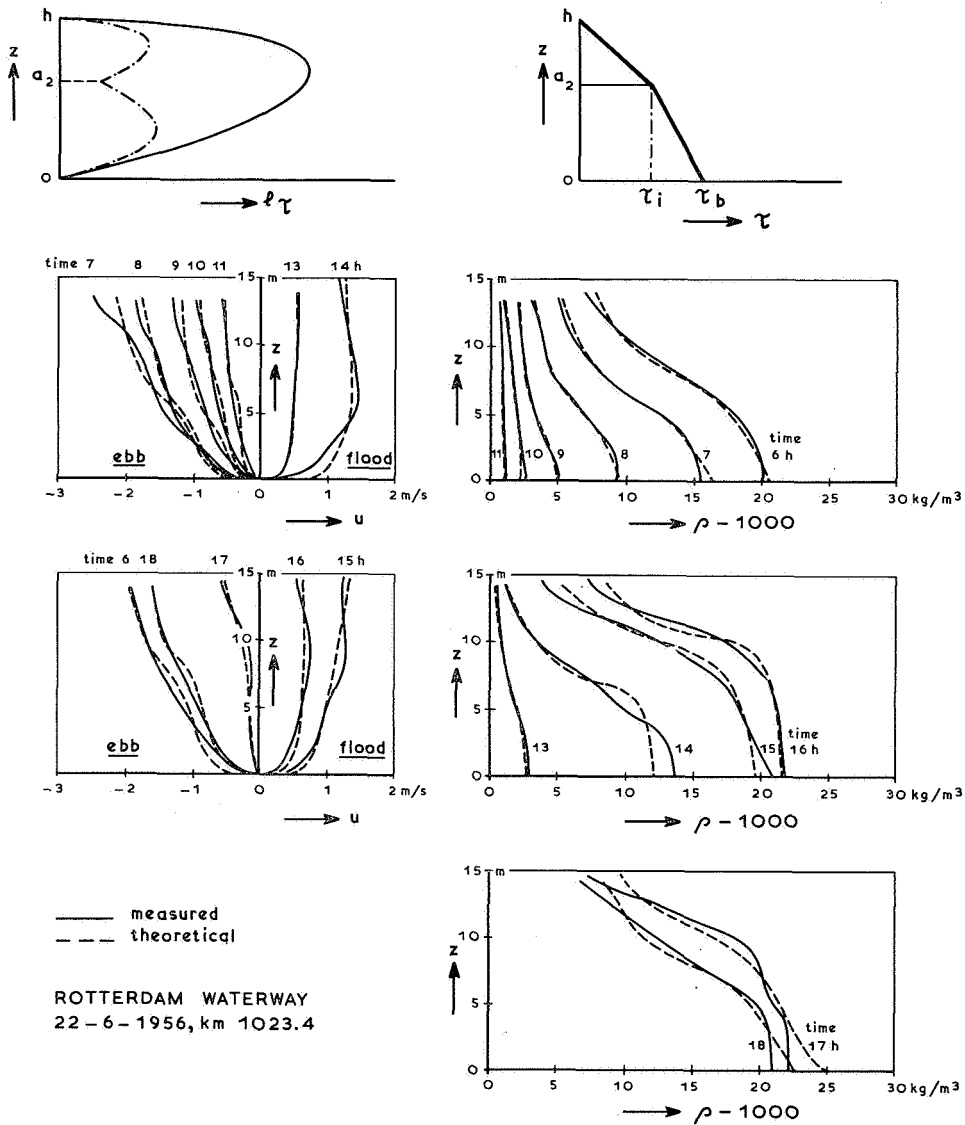 h
z
a2
0
ℓτ
h
z
a2
0
τi
τb
τ
time 7 8 9 10 11 15 m 13 14 h
10
z
5
ebb
flood
-3 -2 -1 0 1 2 m/s
u
15 m
10
z
5
0
11 10 9 8 7 time
6 h
0 5 10 15 20 25 30 kg/m³
ρ - 1000
time 6 18 17 15 m 16 15 h
10
z
5
ebb
flood
-3 -2 -1 0 1 2 m/s
u
15 m
10
z
5
0
13 14 15 time
16 h
0 5 10 15 20 25 30 kg/m³
ρ - 1000
measured
theoretical
ROTTERDAM WATERWAY
22-6-1956, km 1023.4
15 m
10
z
5
0
18 time
17 h
0 5 10 15 20 25 30 kg/m³
ρ - 1000